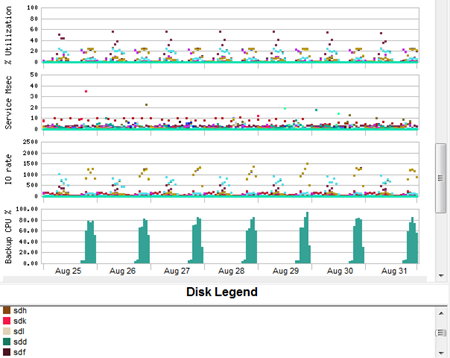 % Utilization
100
80
60
40
20
0
Service Msec
50
40
30
20
10
0
IO rate
2500
2000
1500
1000
500
0
Backup CPU %
100.00
80.00
60.00
40.00
20.00
0.00
Aug 25 Aug 26 Aug 27 Aug 28 Aug 29 Aug 30 Aug 31
Disk Legend
sdh
sdk
sdl
sdd
sdf